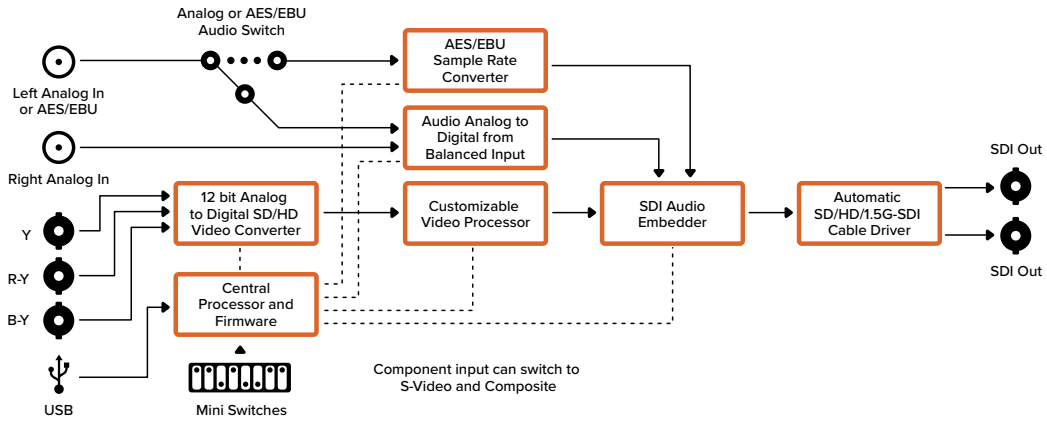 Analog or AES/EBU
Audio Switch
Left Analog In
or AES/EBU
Right Analog In
Y
R-Y
B-Y
USB
AES/EBU
Sample Rate
Converter
Audio Analog to
Digital from
Balanced Input
12 bit Analog
to Digital SD/HD
Video Converter
Customizable
Video Processor
SDI Audio
Embedder
Automatic
SD/HD/1.5G-SDI
Cable Driver
SDI Out
SDI Out
Central
Processor and
Firmware
Mini Switches
Component input can switch to
S-Video and Composite